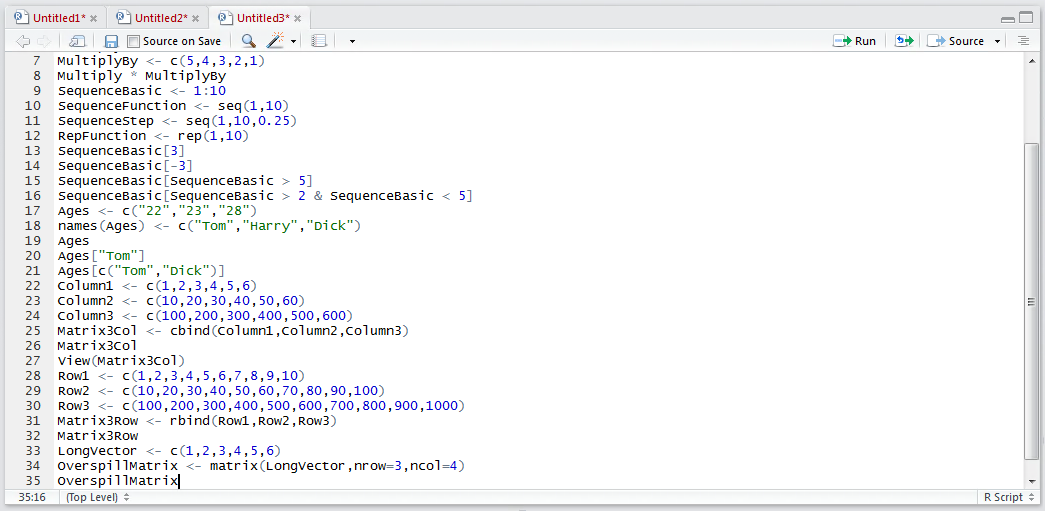 Untitled1* Untitled2* Untitled3*
Source on Save Run Source
7 MultiplyBy <- c(5,4,3,2,1)
8 Multiply * MultiplyBy
9 SequenceBasic <- 1:10
10 SequenceFunction <- seq(1,10)
11 SequenceStep <- seq(1,10,0.25)
12 RepFunction <- rep(1,10)
13 SequenceBasic[3]
14 SequenceBasic[-3]
15 SequenceBasic[SequenceBasic > 5]
16 SequenceBasic[SequenceBasic > 2 & SequenceBasic < 5]
17 Ages <- c("22","23","28")
18 names(Ages) <- c("Tom","Harry","Dick")
19 Ages
20 Ages["Tom"]
21 Ages[c("Tom","Dick")]
22 Column1 <- c(1,2,3,4,5,6)
23 Column2 <- c(10,20,30,40,50,60)
24 Column3 <- c(100,200,300,400,500,600)
25 Matrix3Col <- cbind(Column1,Column2,Column3)
26 Matrix3Col
27 View(Matrix3Col)
28 Row1 <- c(1,2,3,4,5,6,7,8,9,10)
29 Row2 <- c(10,20,30,40,50,60,70,80,90,100)
30 Row3 <- c(100,200,300,400,500,600,700,800,900,1000)
31 Matrix3Row <- rbind(Row1,Row2,Row3)
32 Matrix3Row
33 LongVector <- c(1,2,3,4,5,6)
34 OverspillMatrix <- matrix(LongVector,nrow=3,ncol=4)
35 OverspillMatrix
35:16 (Top Level) R Script